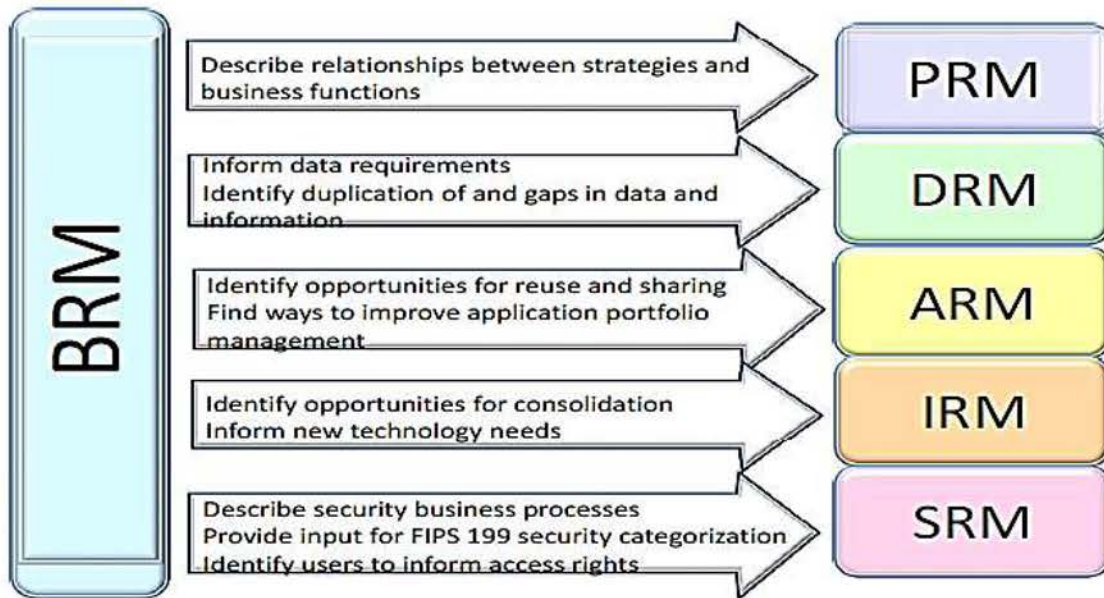 BRM
Describe relationships between strategies and
business functions
PRM
Inform data requirements
Identify duplication of and gaps in data and
information
DRM
Identify opportunities for reuse and sharing
Find ways to improve application portfolio
management
ARM
Identify opportunities for consolidation
Inform new technology needs
IRM
Describe security business processes
Provide input for FIPS 199 security categorization
Identify users to inform access rights
SRM